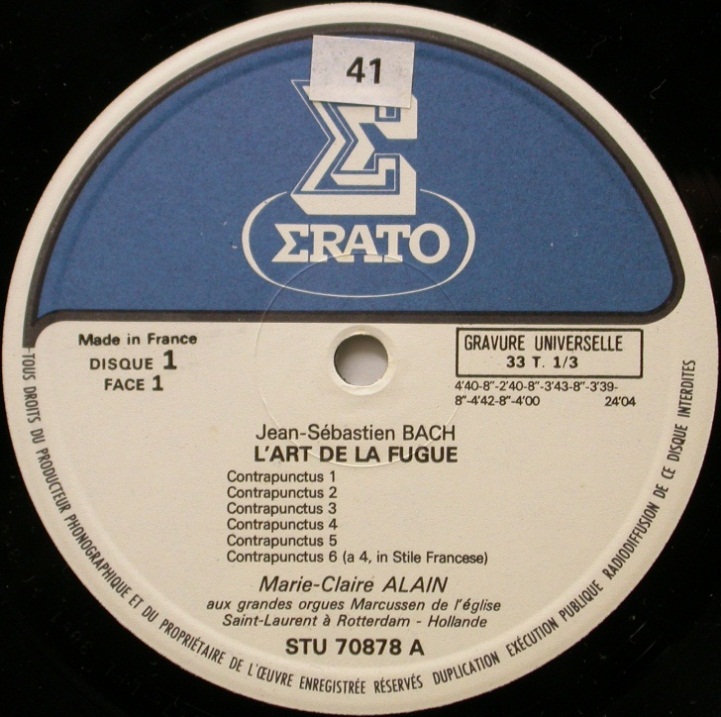 41
ΣRATO
Made in France
DISQUE 1
FACE 1
GRAVURE UNIVERSELLE
33 T. 1/3
4'40-8"-2'40-8"-3'43-8"-3'39-
8"-4'42-8"-4'00 24'04
Jean-Sébastien BACH
L'ART DE LA FUGUE
Contrapunctus 1
Contrapunctus 2
Contrapunctus 3
Contrapunctus 4
Contrapunctus 5
Contrapunctus 6 (a 4, in Stile Francese)
Marie-Claire ALAIN
aux grandes orgues Marcussen de l'église
Saint-Laurent à Rotterdam - Hollande
STU 70878 A
TOUS DROITS DU PRODUCTEUR PHONOGRAPHIQUE ET DU PROPRIÉTAIRE DE L'ŒUVRE ENREGISTRÉE RÉSERVÉS DUPLICATION EXÉCUTION PUBLIQUE RADIODIFFUSION DE CE DISQUE INTERDITES